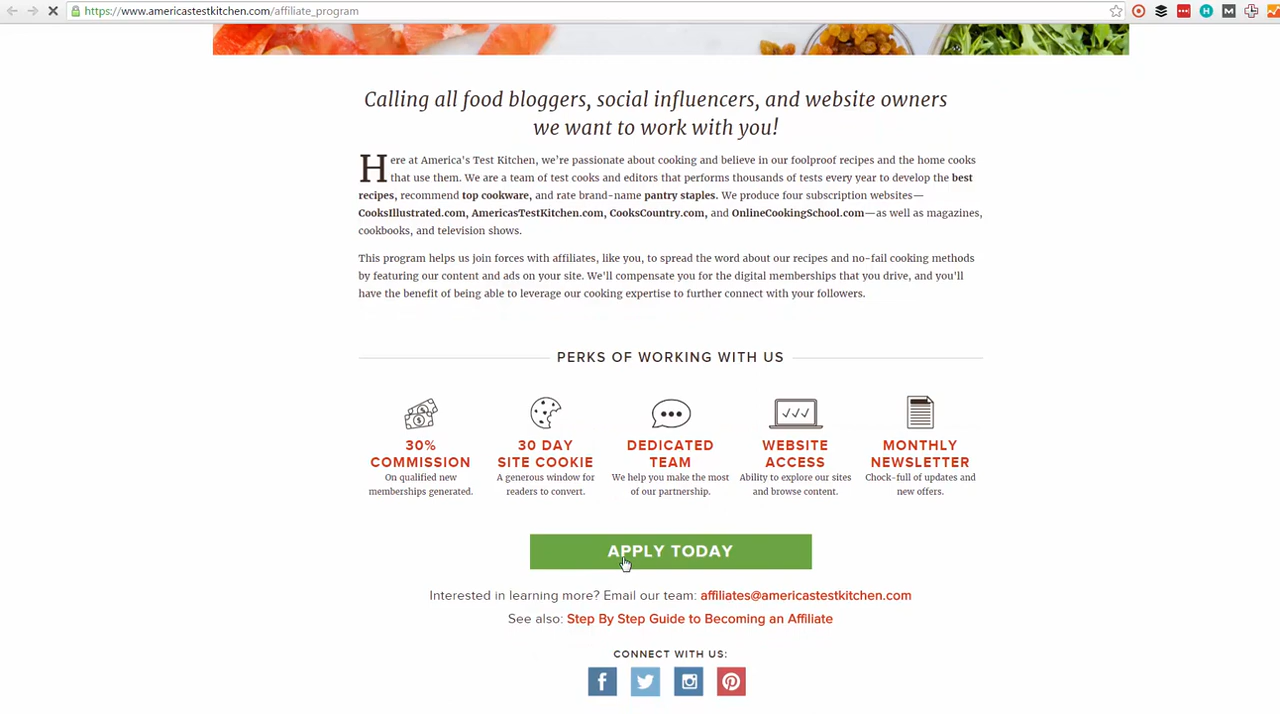 https://www.americastestkitchen.com/affiliate_program
Calling all food bloggers, social influencers, and website owners
we want to work with you!
Here at America's Test Kitchen, we're passionate about cooking and believe in our foolproof recipes and the home cooks
that use them. We are a team of test cooks and editors that performs thousands of tests every year to develop the best
recipes, recommend top cookware, and rate brand-name pantry staples. We produce four subscription websites—
CooksIllustrated.com, AmericasTestKitchen.com, CooksCountry.com, and OnlineCookingSchool.com—as well as magazines,
cookbooks, and television shows.
This program helps us join forces with affiliates, like you, to spread the word about our recipes and no-fail cooking methods
by featuring our content and ads on your site. We'll compensate you for the digital memberships that you drive, and you'll
have the benefit of being able to leverage our cooking expertise to further connect with your followers.
PERKS OF WORKING WITH US
30%
COMMISSION
On qualified new
memberships generated.
30 DAY
SITE COOKIE
A generous window for
readers to convert.
DEDICATED
TEAM
We help you make the most
of our partnership.
WEBSITE
ACCESS
Ability to explore our sites
and browse content.
MONTHLY
NEWSLETTER
Chock-full of updates and
new offers.
APPLY TODAY
Interested in learning more? Email our team: affiliates@americastestkitchen.com
See also: Step By Step Guide to Becoming an Affiliate
CONNECT WITH US: